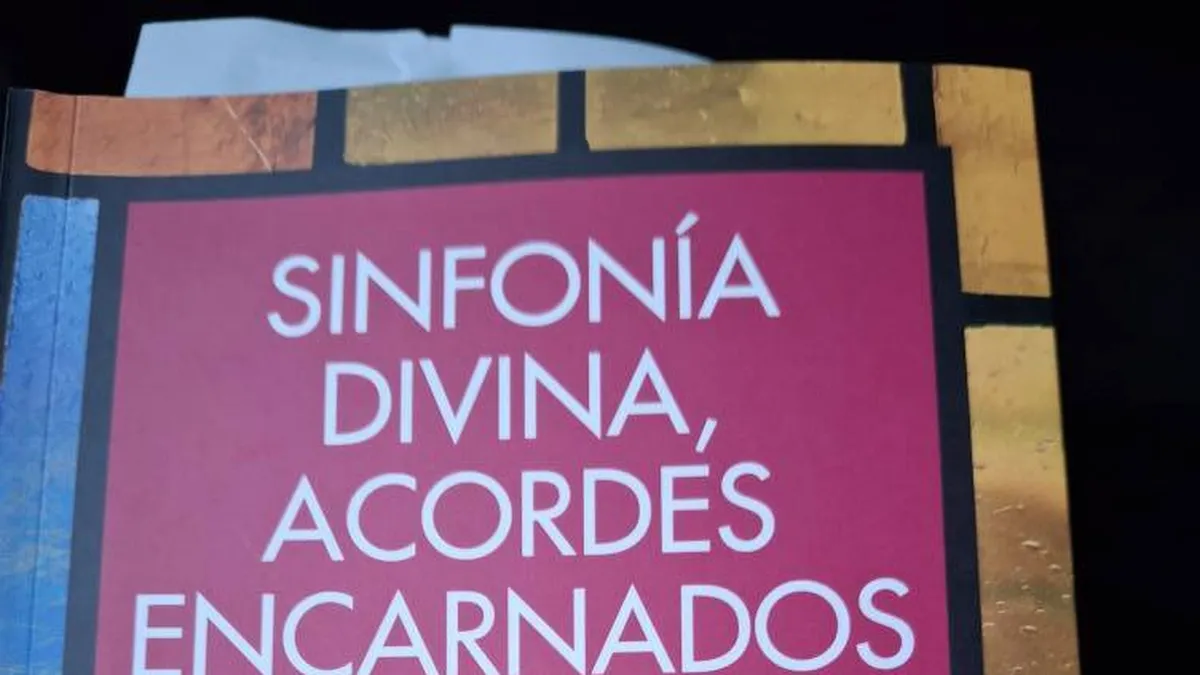 SINFONÍA
DIVINA,
ACORDES
ENCARNADOS